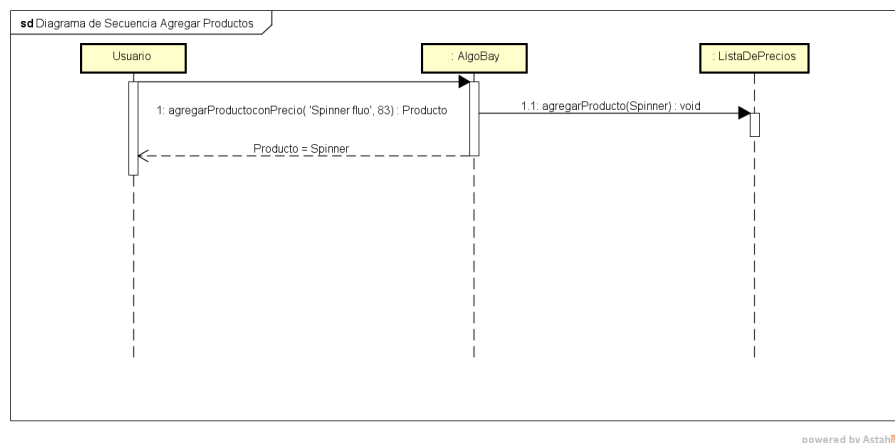 sd Diagrama de Secuencia Agregar Productos
Usuario
: AlgoBay
: ListaDePrecios
1: agregarProductoconPrecio( 'Spinner fluo', 83) : Producto
1.1: agregarProducto(Spinner) : void
Producto = Spinner
powered by Astah